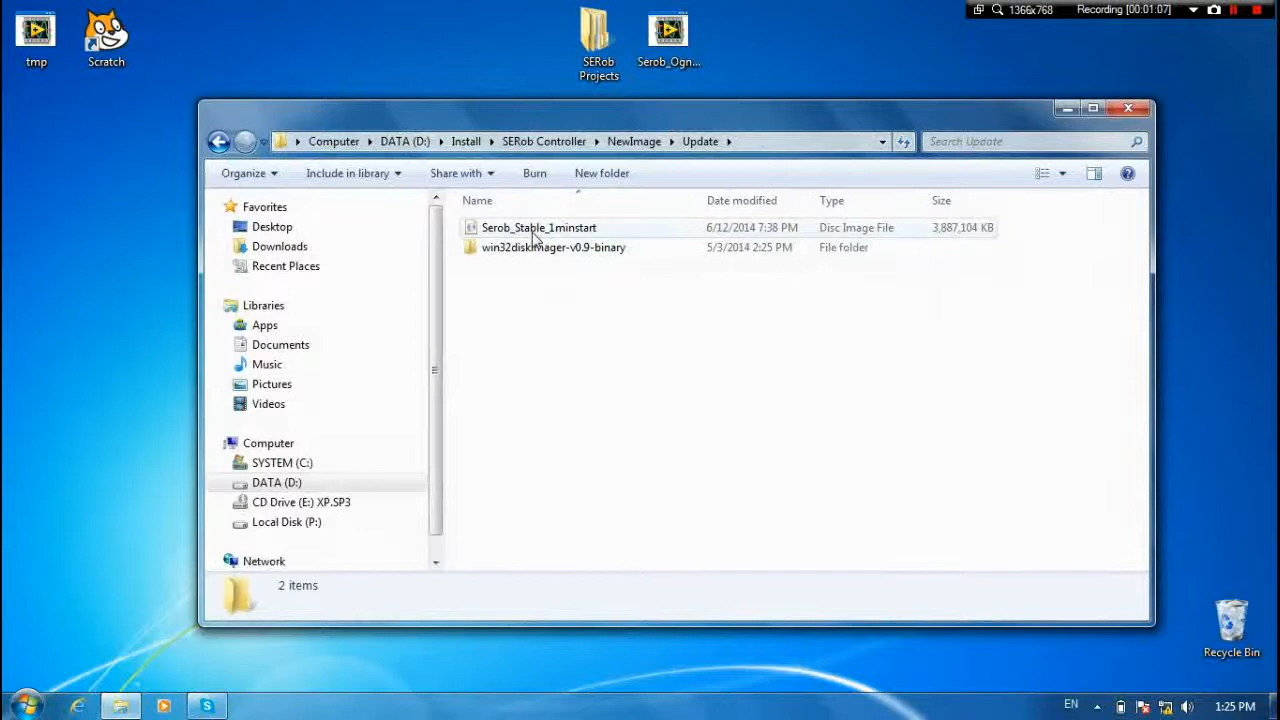 1366x768 Recording [00:01:07]
tmp
Scratch
SERob
Projects
Serob_Ogn...
Computer DATA (D:) Install SERob Controller NewImage Update
Search Update
Organize Include in library Share with Burn New folder
Name Date modified Type Size
Serob_Stable_1minstart 6/12/2014 7:38 PM Disc Image File 3,887,104 KB
win32diskimager-v0.9-binary 5/3/2014 2:25 PM File folder
Favorites
Desktop
Downloads
Recent Places
Libraries
Apps
Documents
Music
Pictures
Videos
Computer
SYSTEM (C:)
DATA (D:)
CD Drive (E:) XP.SP3
Local Disk (P:)
Network
2 items
Recycle Bin
EN 1:25 PM